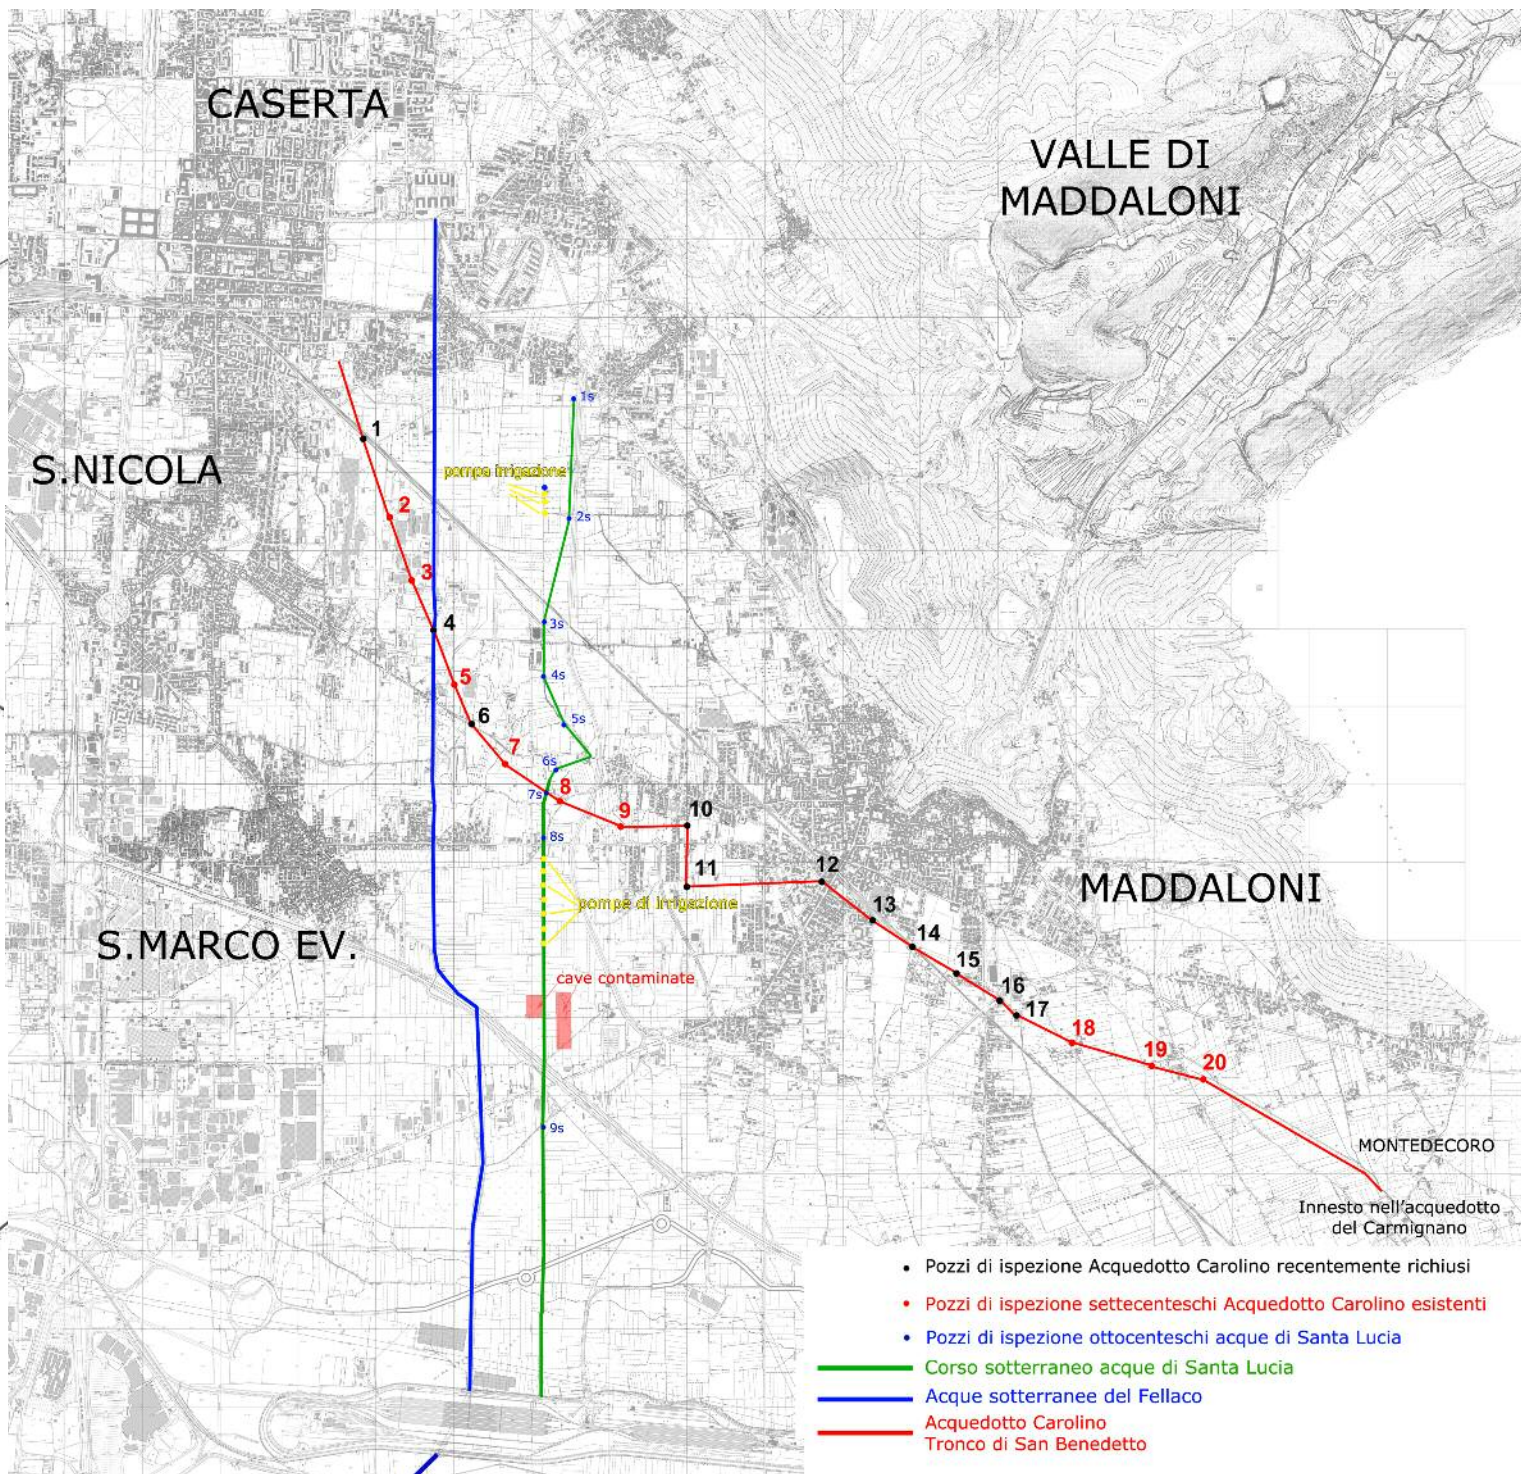 CASERTA
VALLE DI
MADDALONI
1s
1
S.NICOLA
pompa irrigazione
2
2s
3
3s
4
4s
5
5s
6
7
6s
7s
8
9
10
8s
11
12
pompe di irrigazione
MADDALONI
13
S.MARCO EV.
14
15
cave contaminate
16
17
18
19
20
9s
MONTEDECORO
Innesto nell'acquedotto
del Carmignano
Pozzi di ispezione Acquedotto Carolino recentemente richiusi
Pozzi di ispezione settecenteschi Acquedotto Carolino esistenti
Pozzi di ispezione ottocenteschi acque di Santa Lucia
Corso sotterraneo acque di Santa Lucia
Acque sotterranee del Fellaco
Acquedotto Carolino
Tronco di San Benedetto